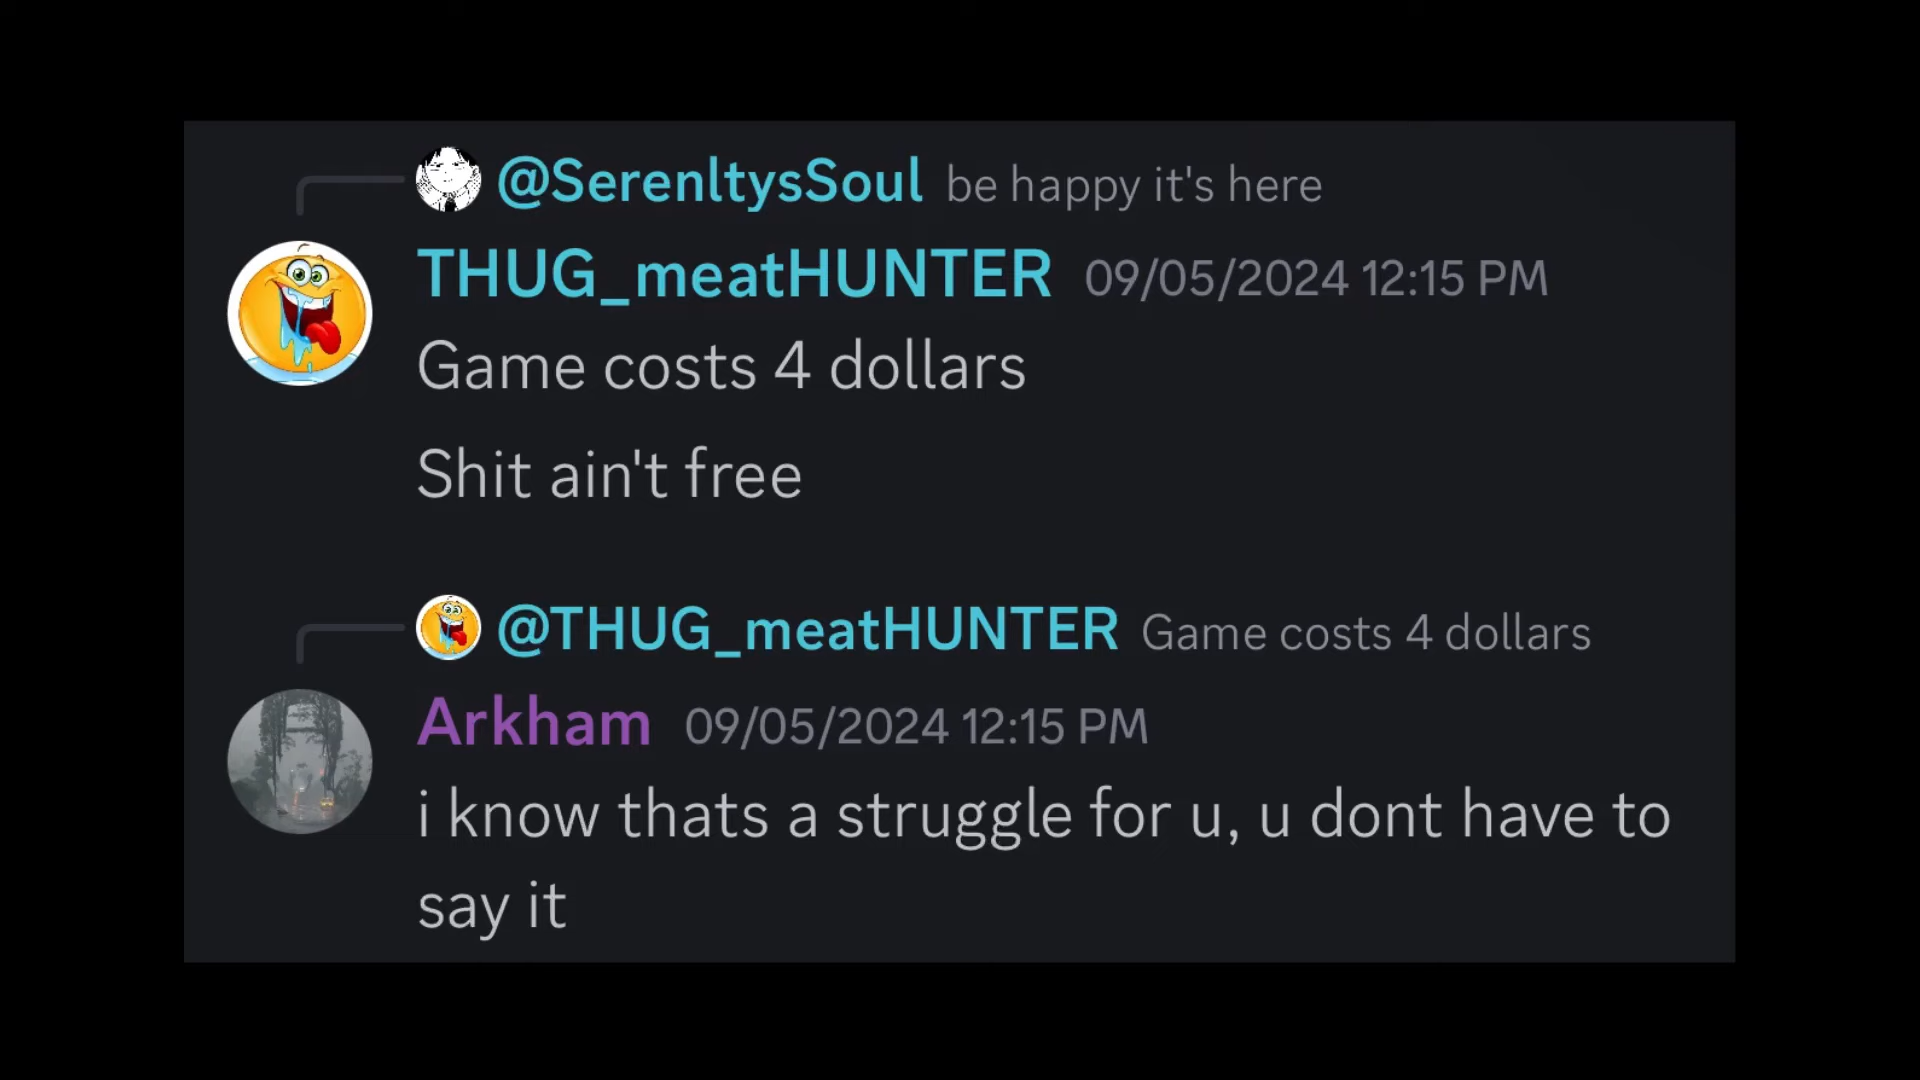 @SerenltysSoul be happy it's here
THUG_meatHUNTER 09/05/2024 12:15 PM
Game costs 4 dollars
Shit ain't free
@THUG_meatHUNTER Game costs 4 dollars
Arkham 09/05/2024 12:15 PM
i know thats a struggle for u, u dont have to
say it